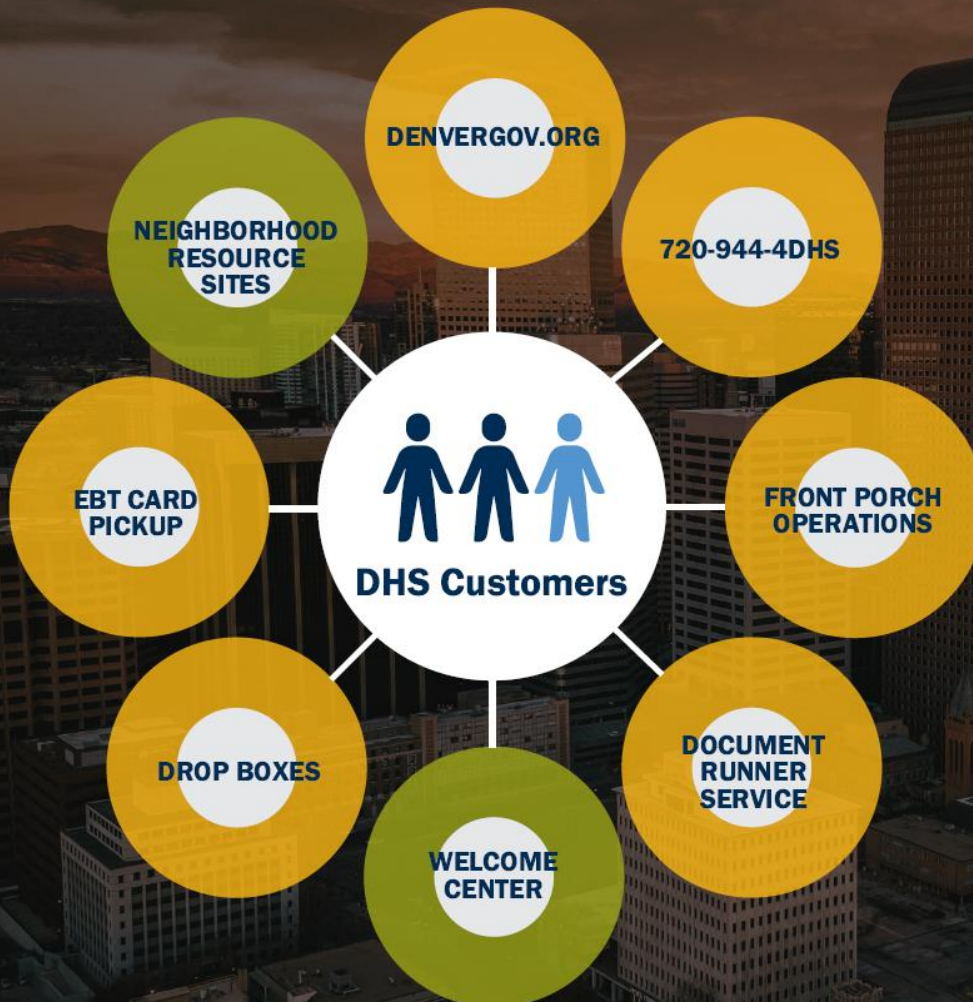 DENVERGOV.ORG
720-944-4DHS
FRONT PORCH
OPERATIONS
DOCUMENT
RUNNER
SERVICE
WELCOME
CENTER
DROP BOXES
EBT CARD
PICKUP
NEIGHBORHOOD
RESOURCE
SITES
DHS Customers